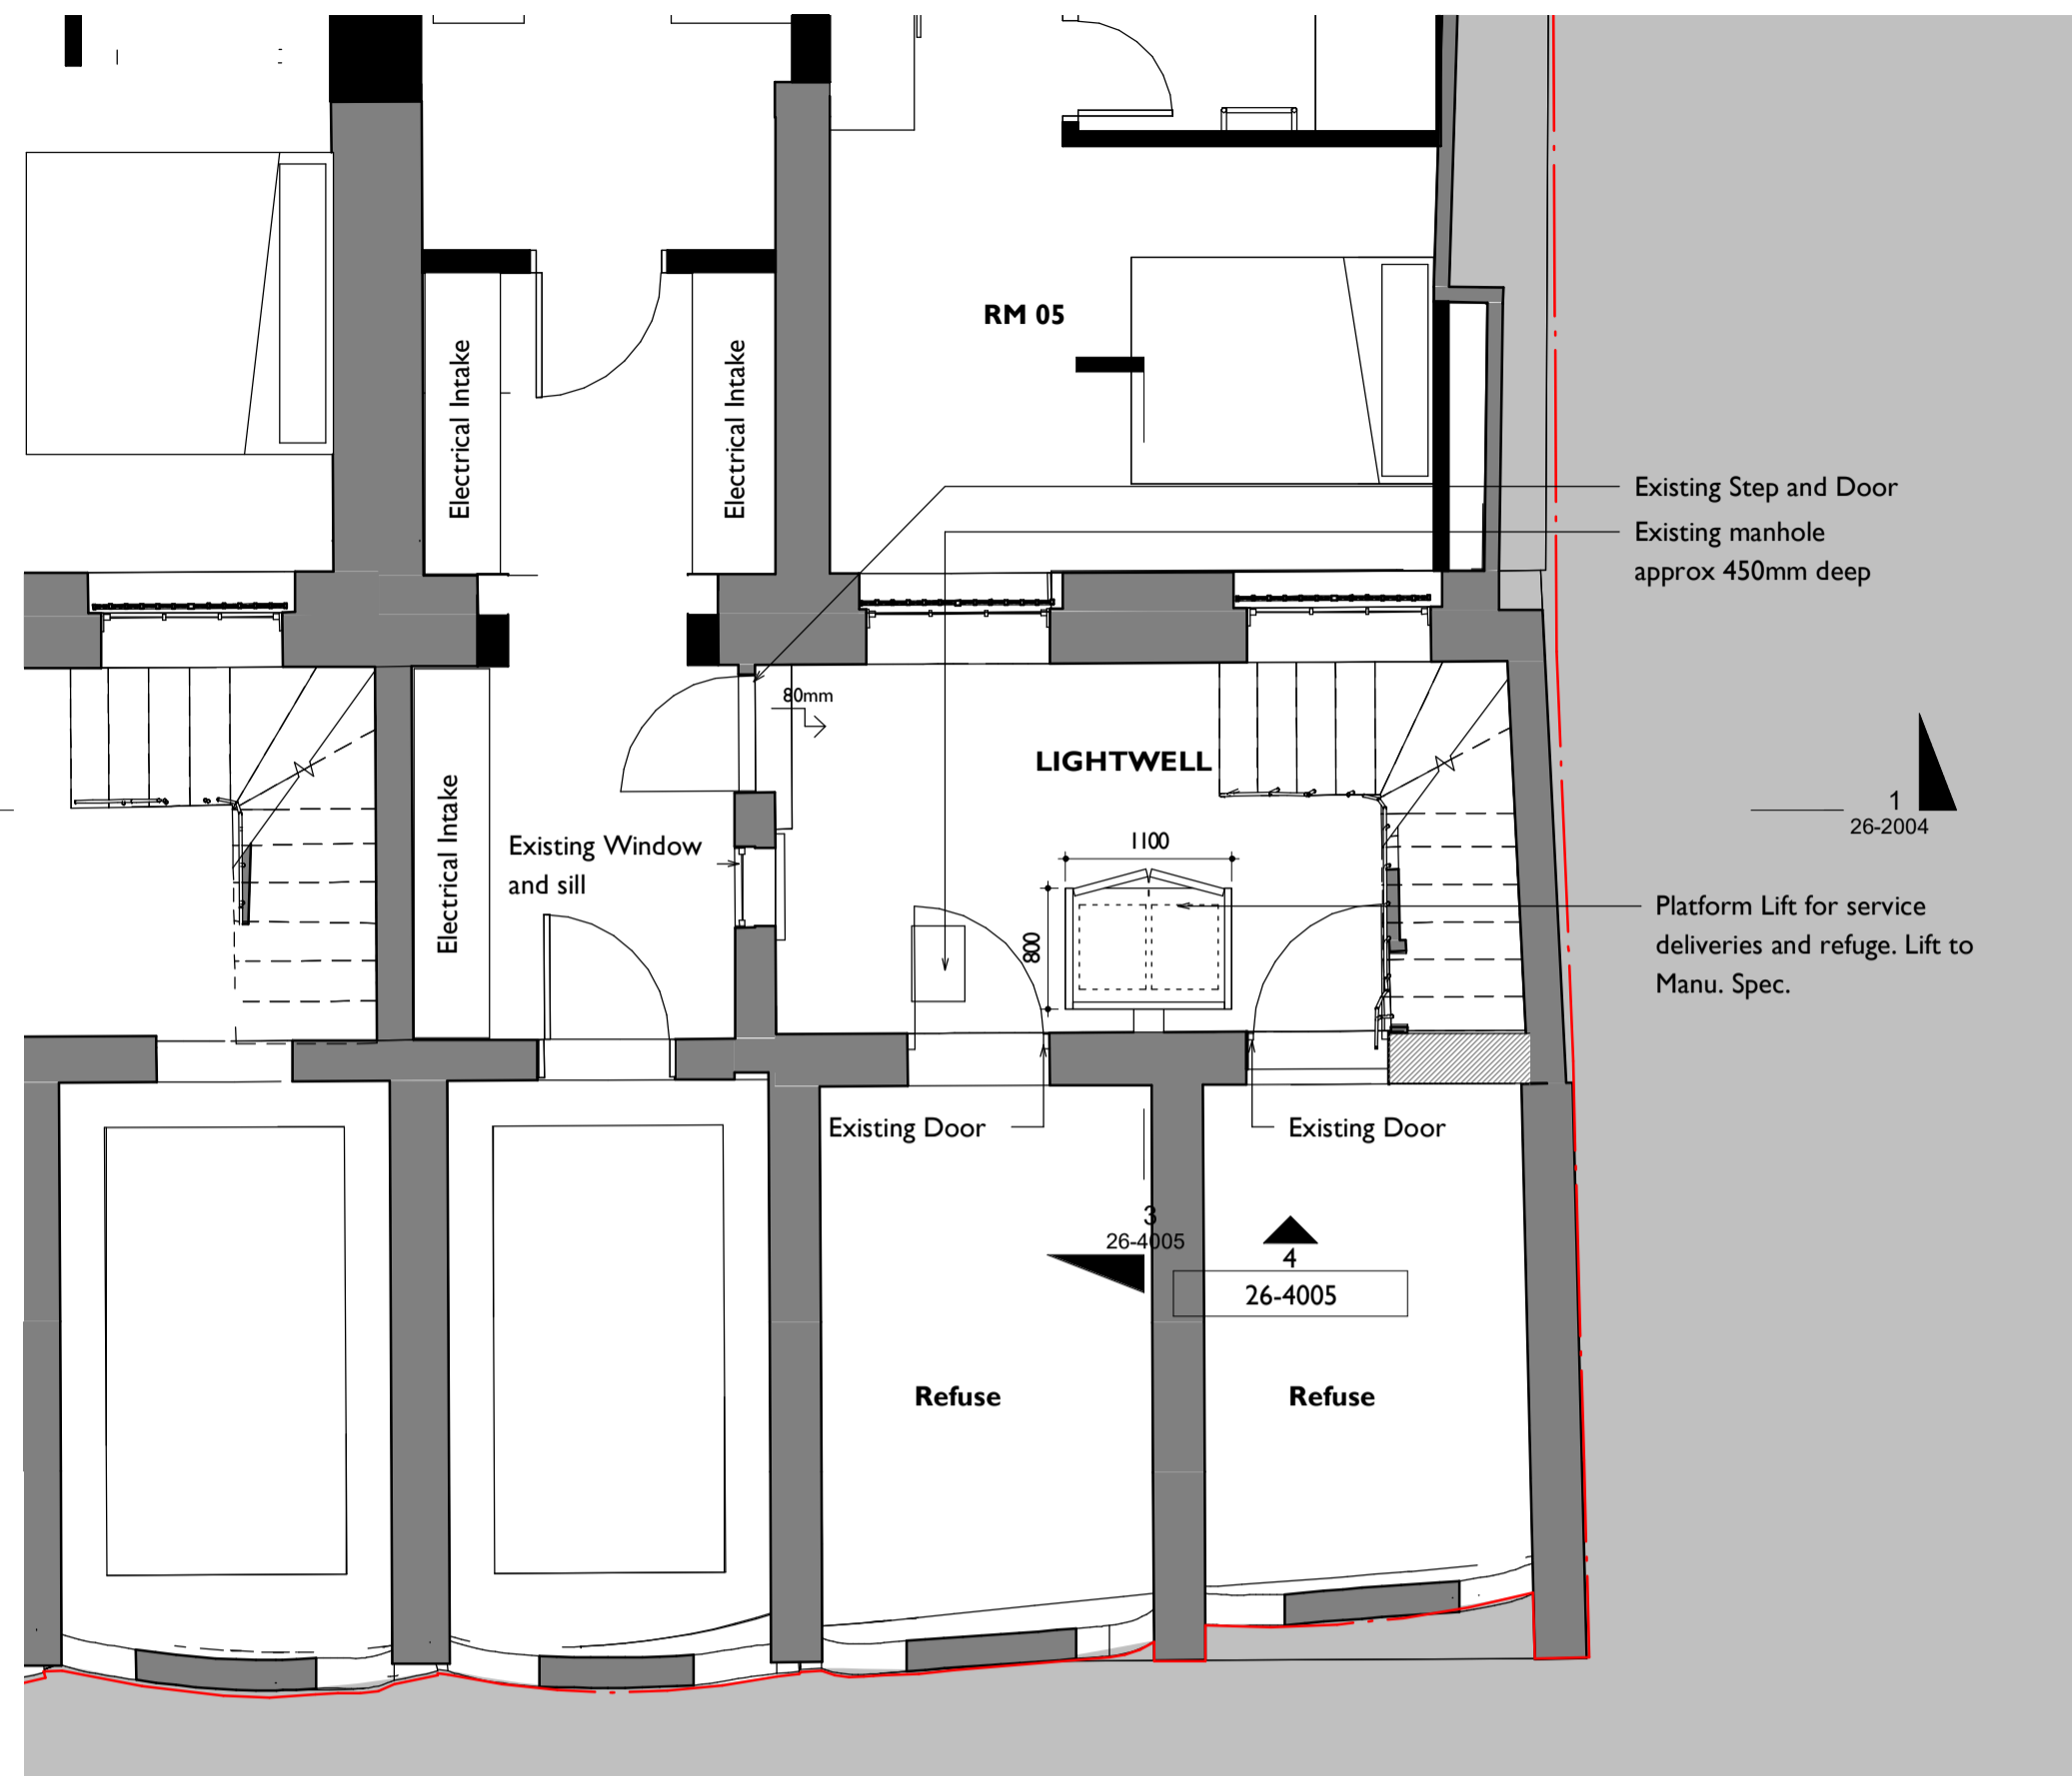 RM 05
Electrical Intake
Electrical Intake
Existing Step and Door
Existing manhole
approx 450mm deep
80mm
LIGHTWELL
1
26-2004
Electrical Intake
Existing Window
and sill
1100
800
Platform Lift for service
deliveries and refuge. Lift to
Manu. Spec.
Existing Door
Existing Door
3
26-4005
4
26-4005
Refuse
Refuse